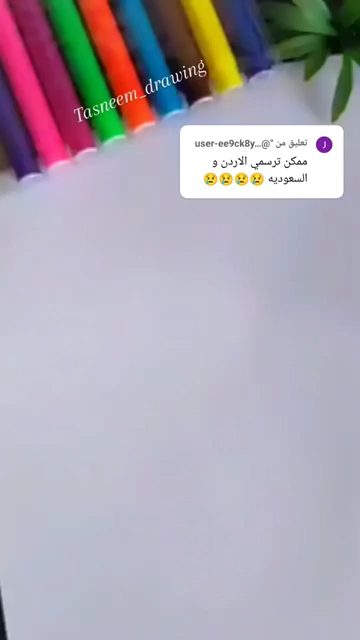 Tasneem_drawing
تعليق من "@user-ee9ck8y...
ممكن ترسمي الاردن و
السعوديه 😢😢😢😢